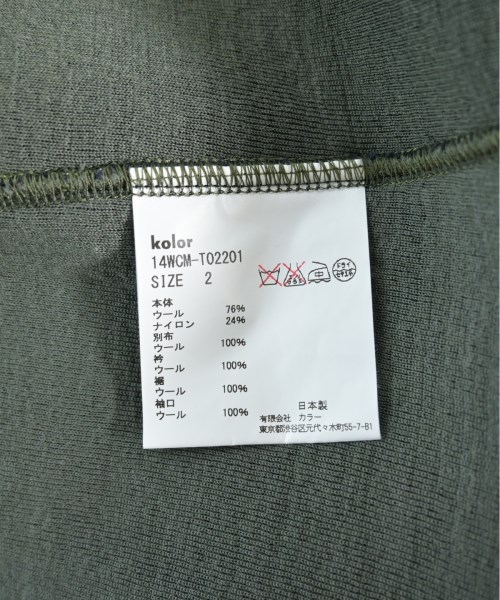 kolor
14WCM-T02201
SIZE 2
本体
ウール 76%
ナイロン 24%
別布
ウール 100%
衿
ウール 100%
裾
ウール 100%
袖口
ウール 100%
日本製
有限会社 カラー
東京都渋谷区元代々木町55-7-B1